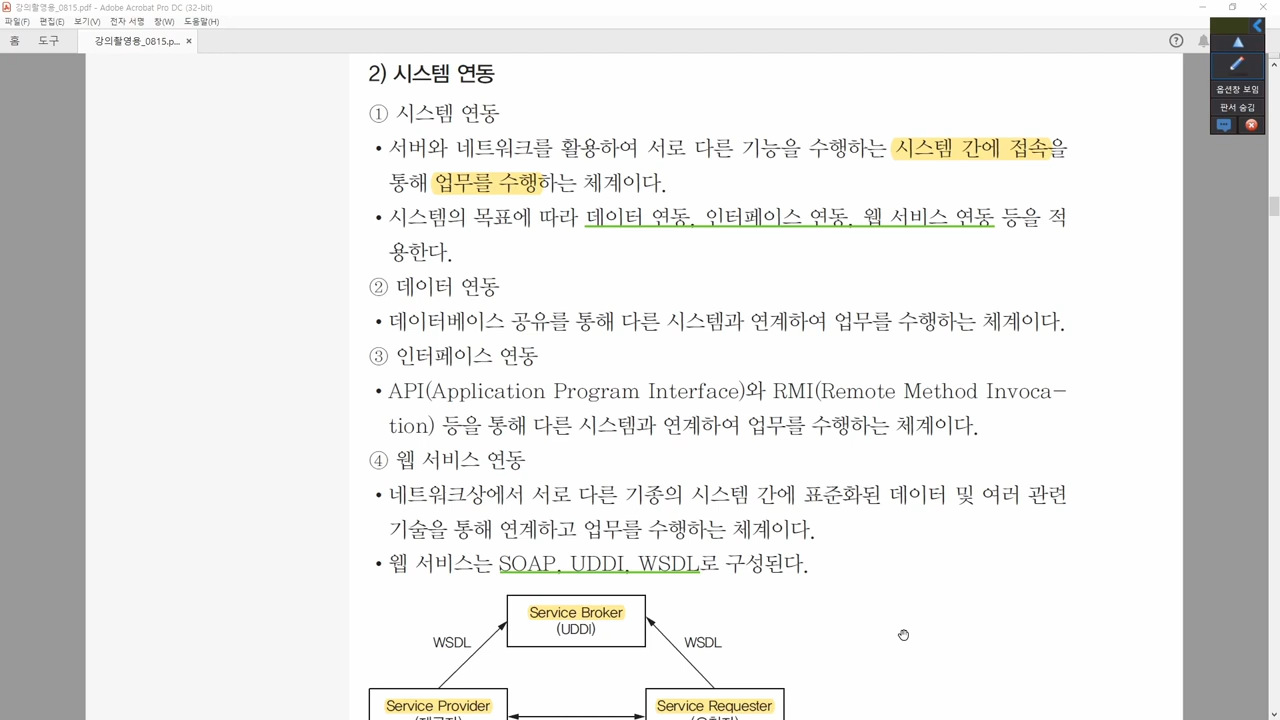 강의촬영용_0815.pdf - Adobe Acrobat Pro DC (32-bit)
파일(F) 편집(E) 보기(V) 전자 서명 창(W) 도움말(H)
홈 도구 강의촬영용_0815.p... ×
옵션창 보임
판서 숨김
2) 시스템 연동
① 시스템 연동
• 서버와 네트워크를 활용하여 서로 다른 기능을 수행하는 시스템 간에 접속을
통해 업무를 수행하는 체계이다.
• 시스템의 목표에 따라 데이터 연동, 인터페이스 연동, 웹 서비스 연동 등을 적
용한다.
② 데이터 연동
• 데이터베이스 공유를 통해 다른 시스템과 연계하여 업무를 수행하는 체계이다.
③ 인터페이스 연동
• API(Application Program Interface)와 RMI(Remote Method Invoca-
tion) 등을 통해 다른 시스템과 연계하여 업무를 수행하는 체계이다.
④ 웹 서비스 연동
• 네트워크상에서 서로 다른 기종의 시스템 간에 표준화된 데이터 및 여러 관련
기술을 통해 연계하고 업무를 수행하는 체계이다.
• 웹 서비스는 SOAP, UDDI, WSDL로 구성된다.
Service Broker
(UDDI)
WSDL WSDL
Service Provider Service Requester